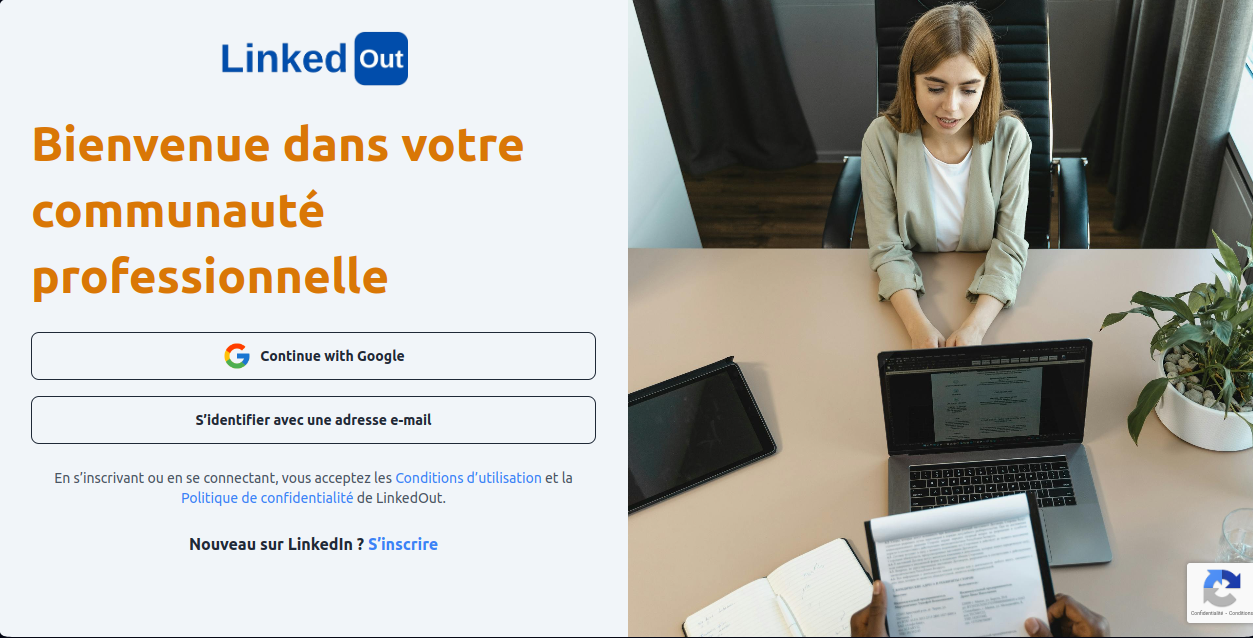 Linked Out
Bienvenue dans votre
communauté
professionnelle
Continue with Google
S'identifier avec une adresse e-mail
En s'inscrivant ou en se connectant, vous acceptez les Conditions d'utilisation et la
Politique de confidentialité de LinkedOut.
Nouveau sur LinkedIn ? S'inscrire
Confidentialité - Conditions